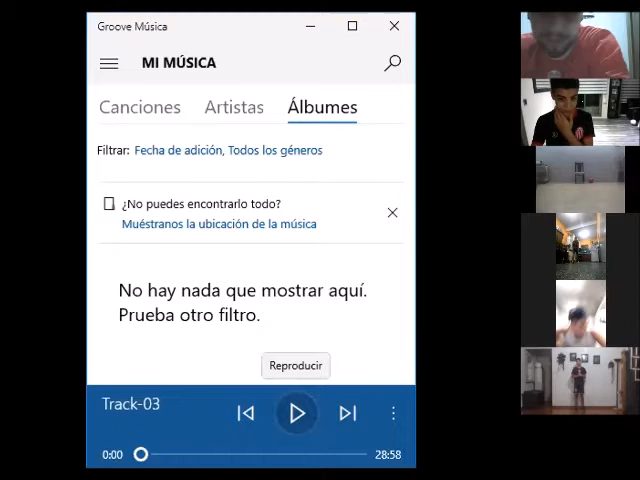 Groove Música
MI MÚSICA
Canciones Artistas Álbumes
Filtrar: Fecha de adición, Todos los géneros
¿No puedes encontrarlo todo?
Muéstranos la ubicación de la música
No hay nada que mostrar aquí.
Prueba otro filtro.
Reproducir
Track-03
0:00 28:58